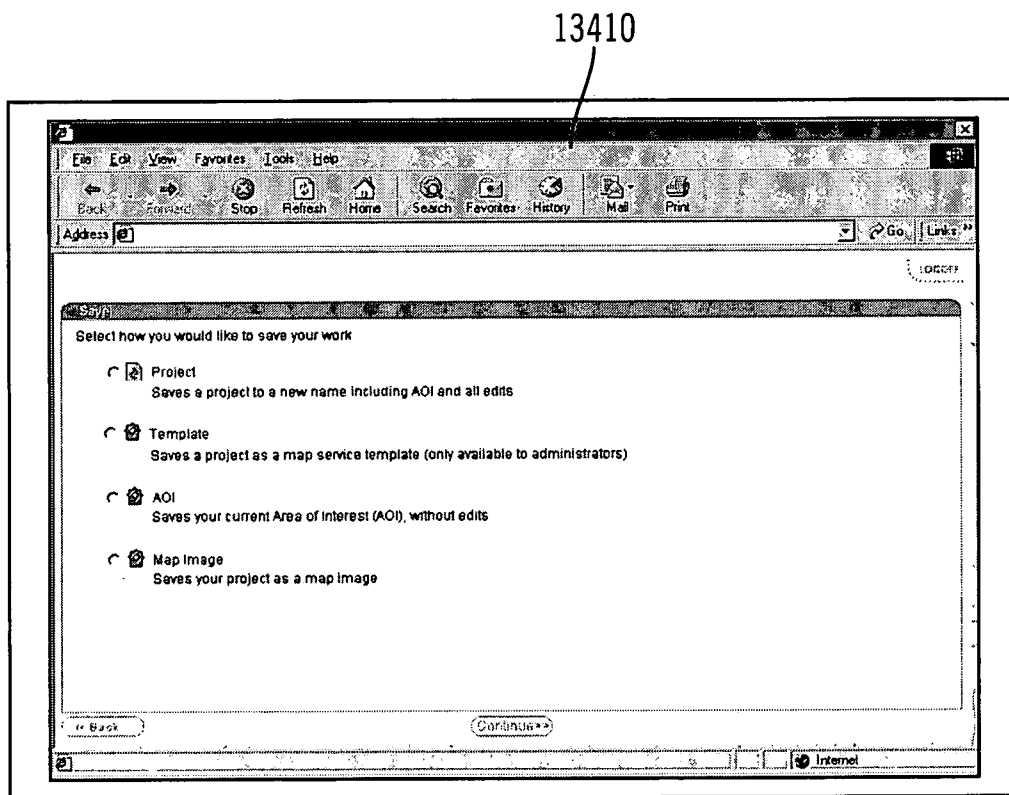 13410
File Edit View Favorites Tools Help
Back Forward Stop Refresh Home Search Favorites History Mail Print
Address Go Links »
Save
Select how you would like to save your work
Project
Saves a project to a new name including AOI and all edits
Template
Saves a project as a map service template (only available to administrators)
AOI
Saves your current Area of Interest (AOI), without edits
Map Image
Saves your project as a map image
<< Back Continue>>
Internet